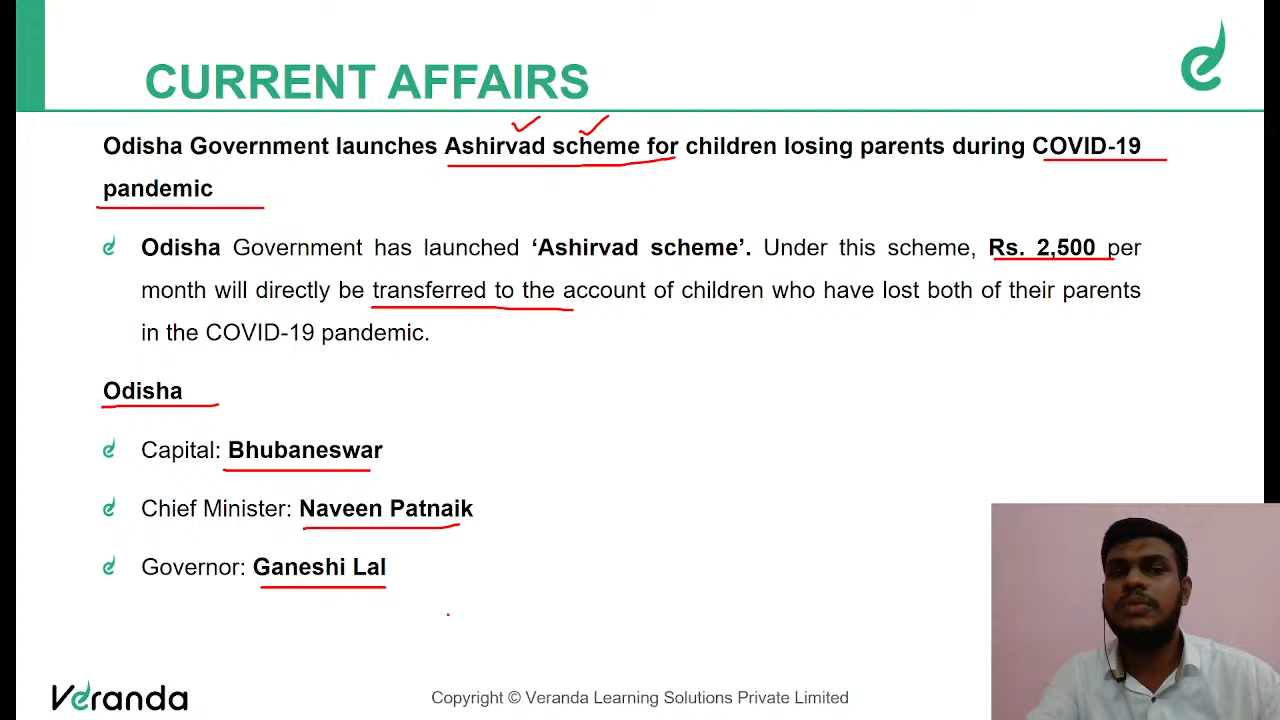 CURRENT AFFAIRS
Odisha Government launches Ashirvad scheme for children losing parents during COVID-19
pandemic
Odisha Government has launched ‘Ashirvad scheme’. Under this scheme, Rs. 2,500 per
month will directly be transferred to the account of children who have lost both of their parents
in the COVID-19 pandemic.
Odisha
Capital: Bhubaneswar
Chief Minister: Naveen Patnaik
Governor: Ganeshi Lal
Veranda
Copyright © Veranda Learning Solutions Private Limited